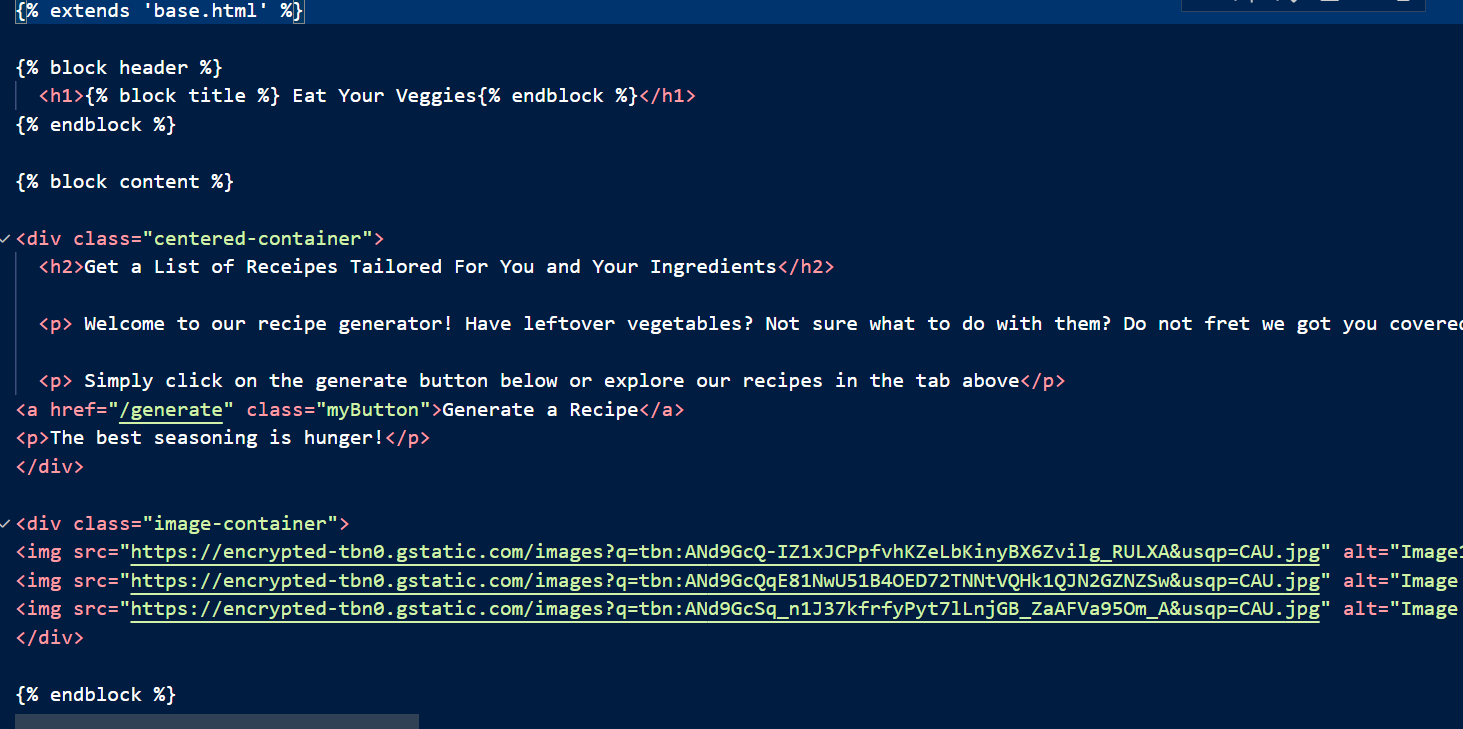 {% extends 'base.html' %}
{% block header %}
<h1>{% block title %} Eat Your Veggies{% endblock %}</h1>
{% endblock %}
{% block content %}
<div class="centered-container">
<h2>Get a List of Receipes Tailored For You and Your Ingredients</h2>
<p> Welcome to our recipe generator! Have leftover vegetables? Not sure what to do with them? Do not fret we got you covered
<p> Simply click on the generate button below or explore our recipes in the tab above</p>
<a href="/generate" class="myButton">Generate a Recipe</a>
<p>The best seasoning is hunger!</p>
</div>
<div class="image-container">
<img src="https://encrypted-tbn0.gstatic.com/images?q=tbn:ANd9GcQ-IZ1xJCPpfvhKZeLbKinyBX6Zvilg_RULXA&usqp=CAU.jpg" alt="Image1
<img src="https://encrypted-tbn0.gstatic.com/images?q=tbn:ANd9GcQqE81NwU51B4OED72TNNtVQHk1QJN2GZNZSw&usqp=CAU.jpg" alt="Image
<img src="https://encrypted-tbn0.gstatic.com/images?q=tbn:ANd9GcSq_n1J37kfrfyPyt7lLnjGB_ZaAFVa95Om_A&usqp=CAU.jpg" alt="Image
</div>
{% endblock %}